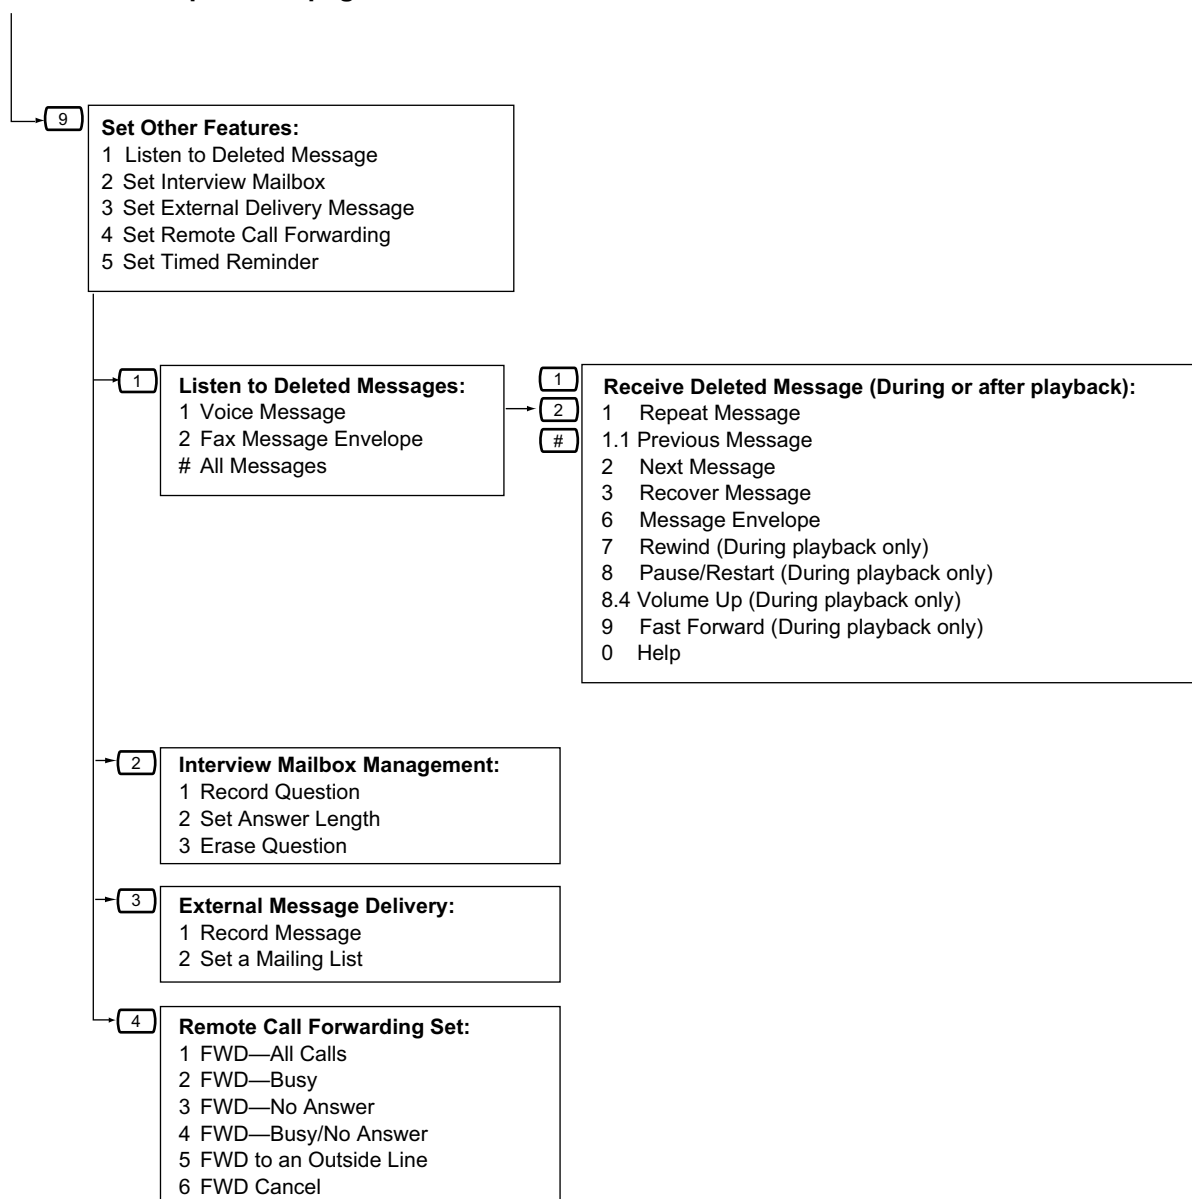 9
Set Other Features:
1 Listen to Deleted Message
2 Set Interview Mailbox
3 Set External Delivery Message
4 Set Remote Call Forwarding
5 Set Timed Reminder
1
Listen to Deleted Messages:
1 Voice Message
2 Fax Message Envelope
# All Messages
1
2
#
Receive Deleted Message (During or after playback):
1 Repeat Message
1.1 Previous Message
2 Next Message
3 Recover Message
6 Message Envelope
7 Rewind (During playback only)
8 Pause/Restart (During playback only)
8.4 Volume Up (During playback only)
9 Fast Forward (During playback only)
0 Help
2
Interview Mailbox Management:
1 Record Question
2 Set Answer Length
3 Erase Question
3
External Message Delivery:
1 Record Message
2 Set a Mailing List
4
Remote Call Forwarding Set:
1 FWD—All Calls
2 FWD—Busy
3 FWD—No Answer
4 FWD—Busy/No Answer
5 FWD to an Outside Line
6 FWD Cancel